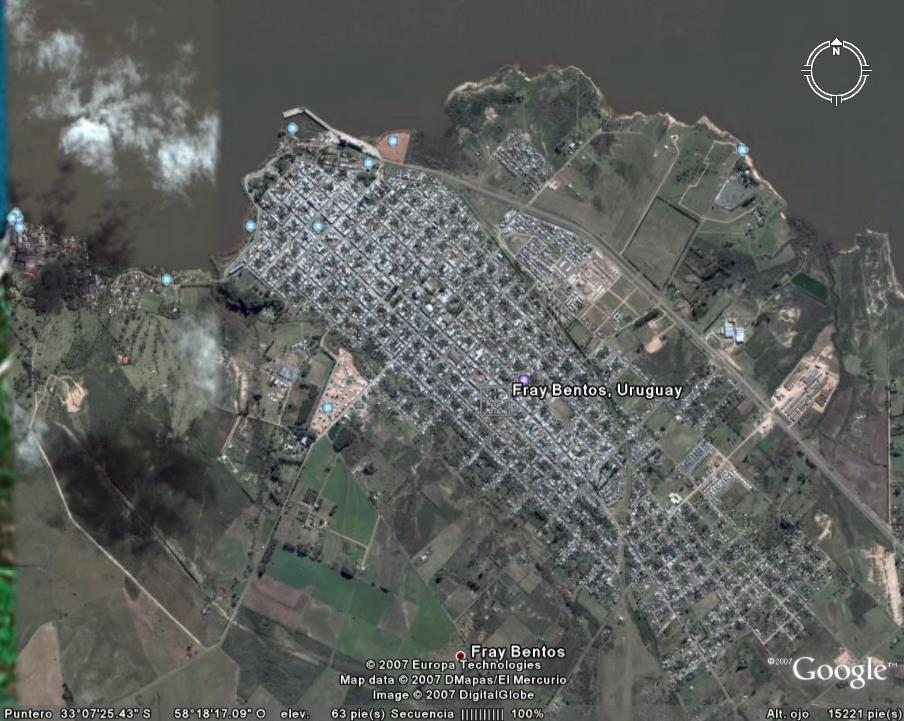 N
Fray Bentos, Uruguay
Fray Bentos
© 2007 Europa Technologies
Map data © 2007 DMapas/El Mercurio
Image © 2007 DigitalGlobe
©2007 Google™
Puntero 33°07'25.43" S 58°18'17.09" O elev. 63 pie(s) Secuencia |||||||||| 100% Alt. ojo 15221 pie(s)